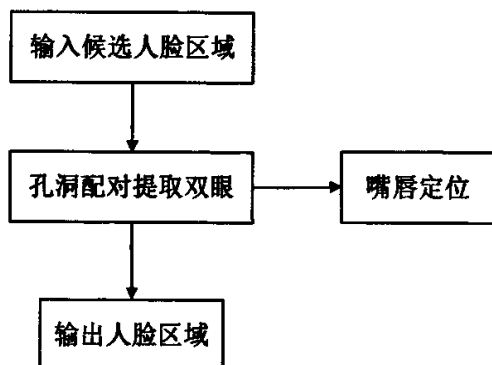 输入候选人脸区域
孔洞配对提取双眼
嘴唇定位
输出人脸区域